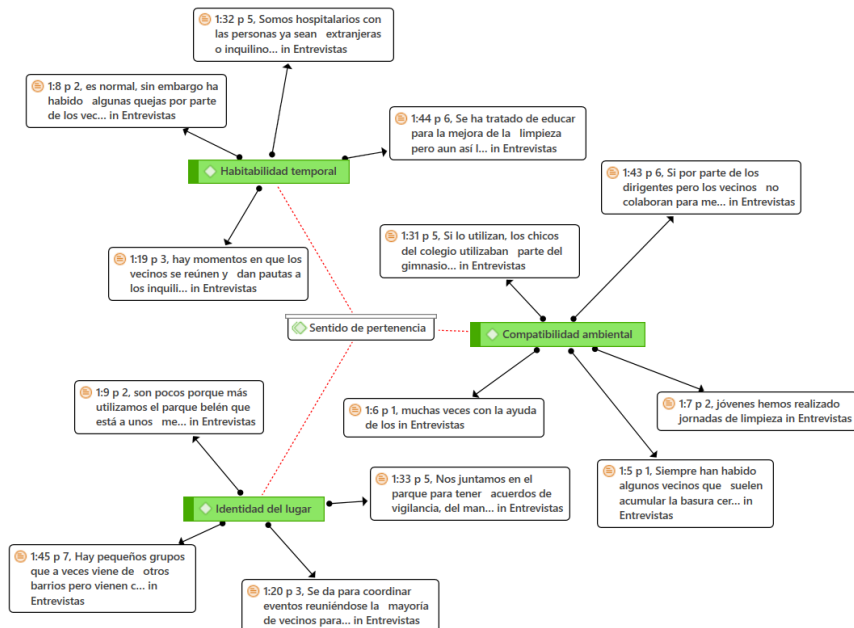 1:32 p 5, Somos hospitalarios con
las personas ya sean extranjeras
o inquilino... in Entrevistas
1:8 p 2, es normal, sin embargo ha
habido algunas quejas por parte
de los vec... in Entrevistas
1:44 p 6, Se ha tratado de educar
para la mejora de la limpieza
pero aun así l... in Entrevistas
Habitabilidad temporal
1:43 p 6, Si por parte de los
dirigentes pero los vecinos no
colaboran para me... in Entrevistas
1:31 p 5, Si lo utilizan, los chicos
del colegio utilizaban parte del
gimnasio... in Entrevistas
1:19 p 3, hay momentos en que los
vecinos se reúnen y dan pautas a
los inquili... in Entrevistas
Sentido de pertenencia
Compatibilidad ambiental
1:9 p 2, son pocos porque más
utilizamos el parque belén que
está a unos me... in Entrevistas
1:6 p 1, muchas veces con la ayuda
de los in Entrevistas
1:7 p 2, jóvenes hemos realizado
jornadas de limpieza in Entrevistas
1:5 p 1, Siempre han habido
algunos vecinos que suelen
acumular la basura cer... in
Entrevistas
1:33 p 5, Nos juntamos en el
parque para tener acuerdos de
vigilancia, del man... in Entrevistas
Identidad del lugar
1:45 p 7, Hay pequeños grupos
que a veces viene de otros
barrios pero vienen c... in
Entrevistas
1:20 p 3, Se da para coordinar
eventos reuniéndose la mayoría
de vecinos para... in Entrevistas